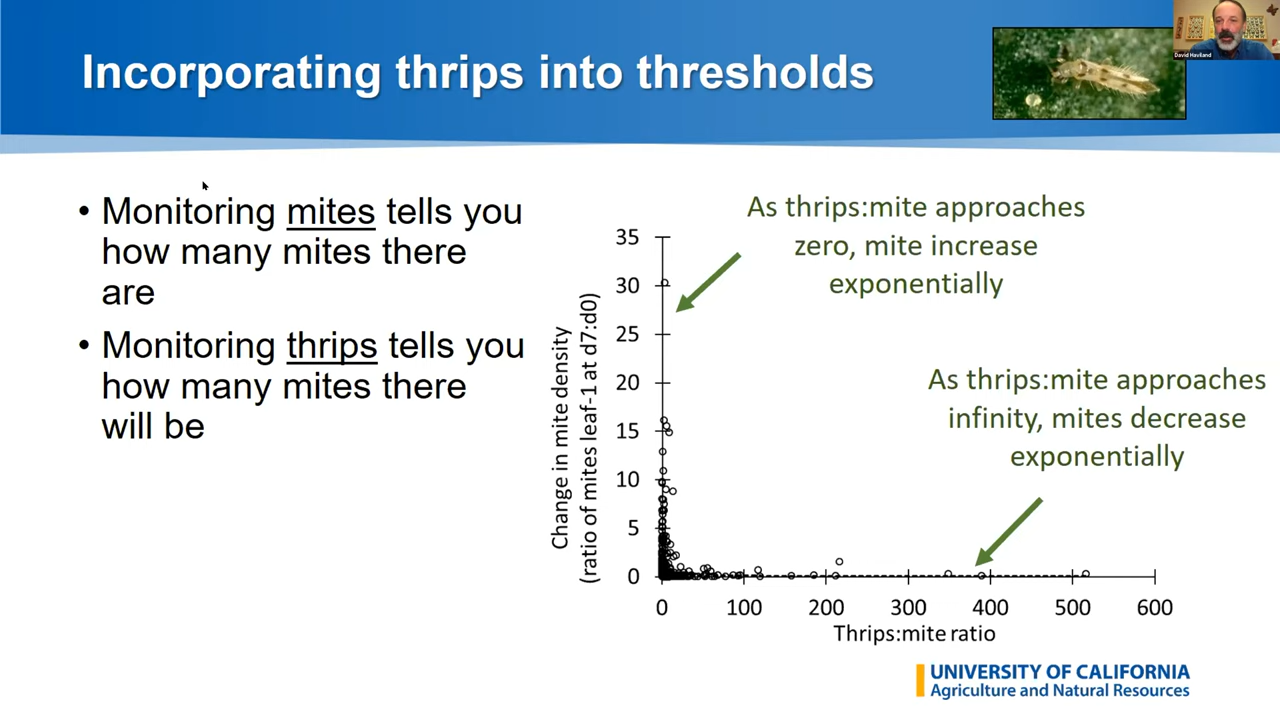 Incorporating thrips into thresholds
David Haviland
• Monitoring mites tells you
how many mites there
are
• Monitoring thrips tells you
how many mites there
will be
As thrips:mite approaches
zero, mite increase
exponentially
As thrips:mite approaches
infinity, mites decrease
exponentially
Change in mite density
(ratio of mites leaf-1 at d7:d0)
35
30
25
20
15
10
5
0
0 100 200 300 400 500 600
Thrips:mite ratio
UNIVERSITY OF CALIFORNIA
Agriculture and Natural Resources